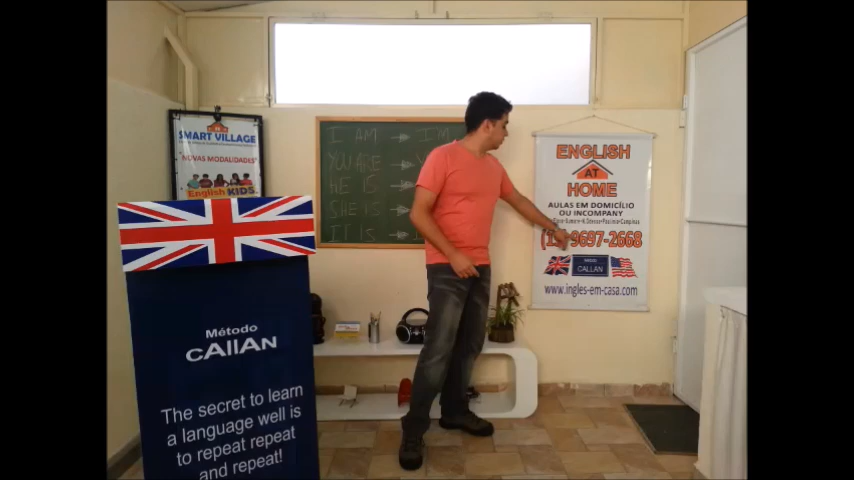 SMART VILLAGE
NOVAS MODALIDADES
English KIDS
I AM I'M
YOU ARE
HE IS
SHE IS
IT IS
ENGLISH
AT
HOME
AULAS EM DOMICÍLIO
OU INCOMPANY
9697-2668
CALLAN
www.ingles-em-casa.com
Método
CAllAN
The secret to learn
a language well is
to repeat repeat
and repeat!